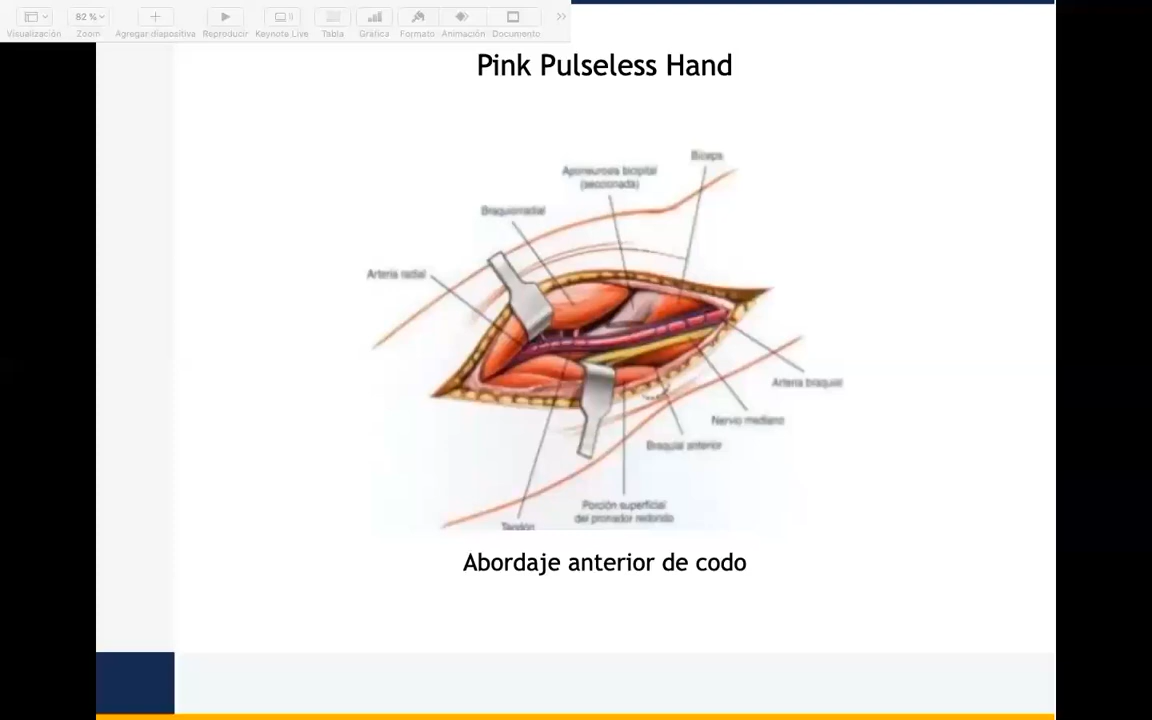 Visualización
82 %
Zoom
Agregar diapositiva
Reproducir
Keynote Live
Tabla
Gráfica
Formato
Animación
Documento
Pink Pulseless Hand
Bíceps
Aponeurosis bicipital
(seccionada)
Braquiorradial
Arteria radial
Arteria braquial
Nervio mediano
Braquial anterior
Porción superficial
del pronador redondo
Tendón
Abordaje anterior de codo